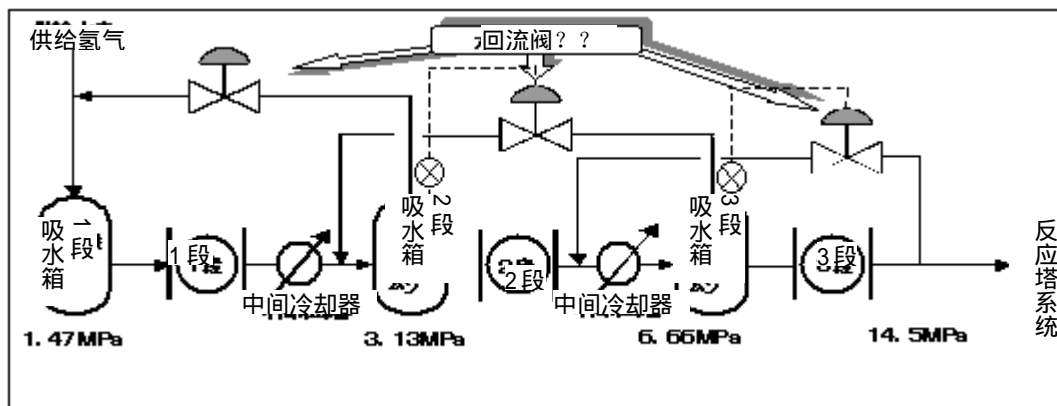 供给氢气
回流阀？？
2段
3段
吸水箱
1段
吸水箱
吸水箱
反应塔系统
1段
2段
3段
中间冷却器
中间冷却器
1.47MPa
3.13MPa
6.66MPa
14.5MPa